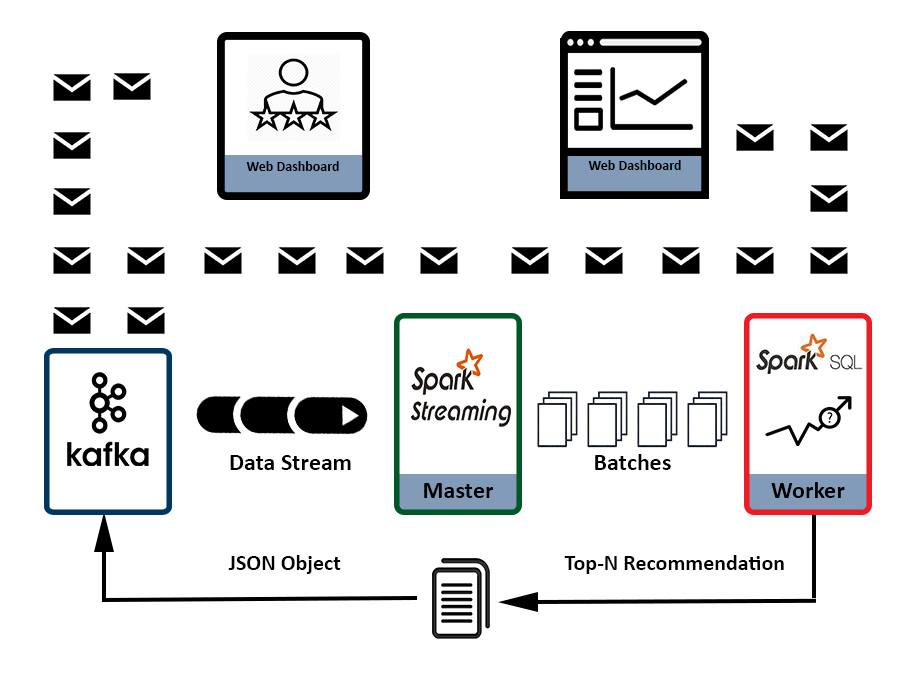 Web Dashboard
Web Dashboard
kafka
Data Stream
Spark
Streaming
Master
Batches
Spark SQL
?
Worker
JSON Object
Top-N Recommendation